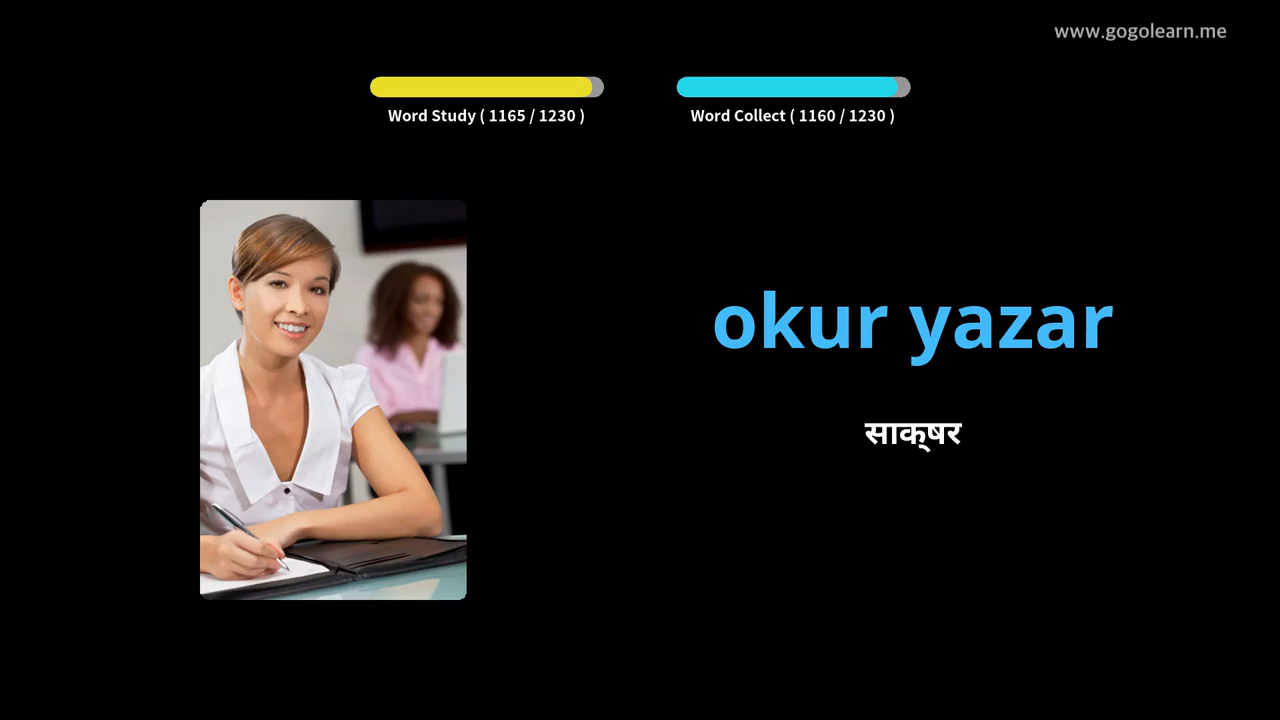 www.gogolearn.me
Word Study ( 1165 / 1230 )
Word Collect ( 1160 / 1230 )
okur yazar
साक्षर